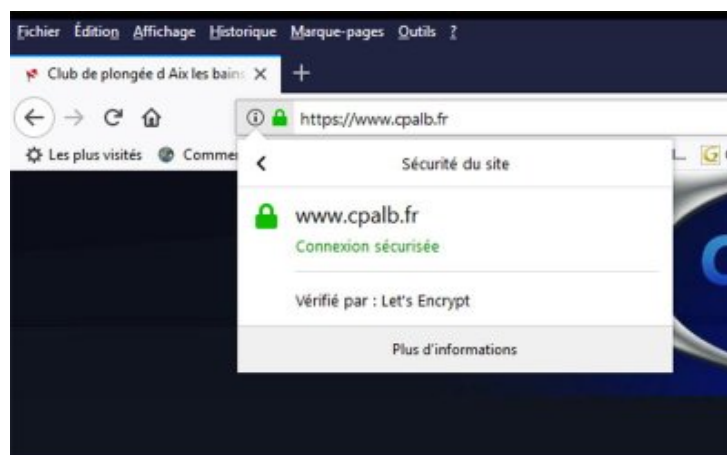 Fichier Édition Affichage Historique Marque-pages Outils ?
Club de plongée d Aix les bains
https://www.cpalb.fr
Les plus visités
Sécurité du site
www.cpalb.fr
Connexion sécurisée
Vérifié par : Let's Encrypt
Plus d'informations